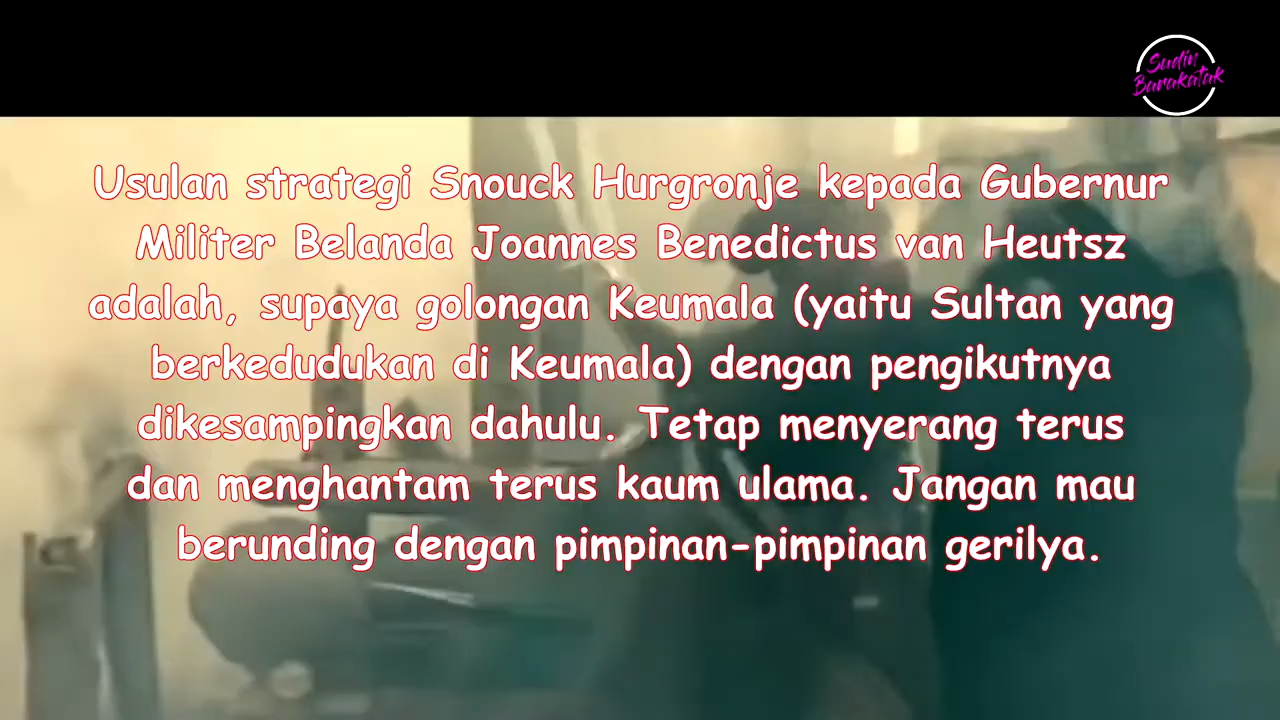 Sudin
Barakatak
Usulan strategi Snouck Hurgronje kepada Gubernur
Militer Belanda Joannes Benedictus van Heutsz
adalah, supaya golongan Keumala (yaitu Sultan yang
berkedudukan di Keumala) dengan pengikutnya
dikesampingkan dahulu. Tetap menyerang terus
dan menghantam terus kaum ulama. Jangan mau
berunding dengan pimpinan-pimpinan gerilya.